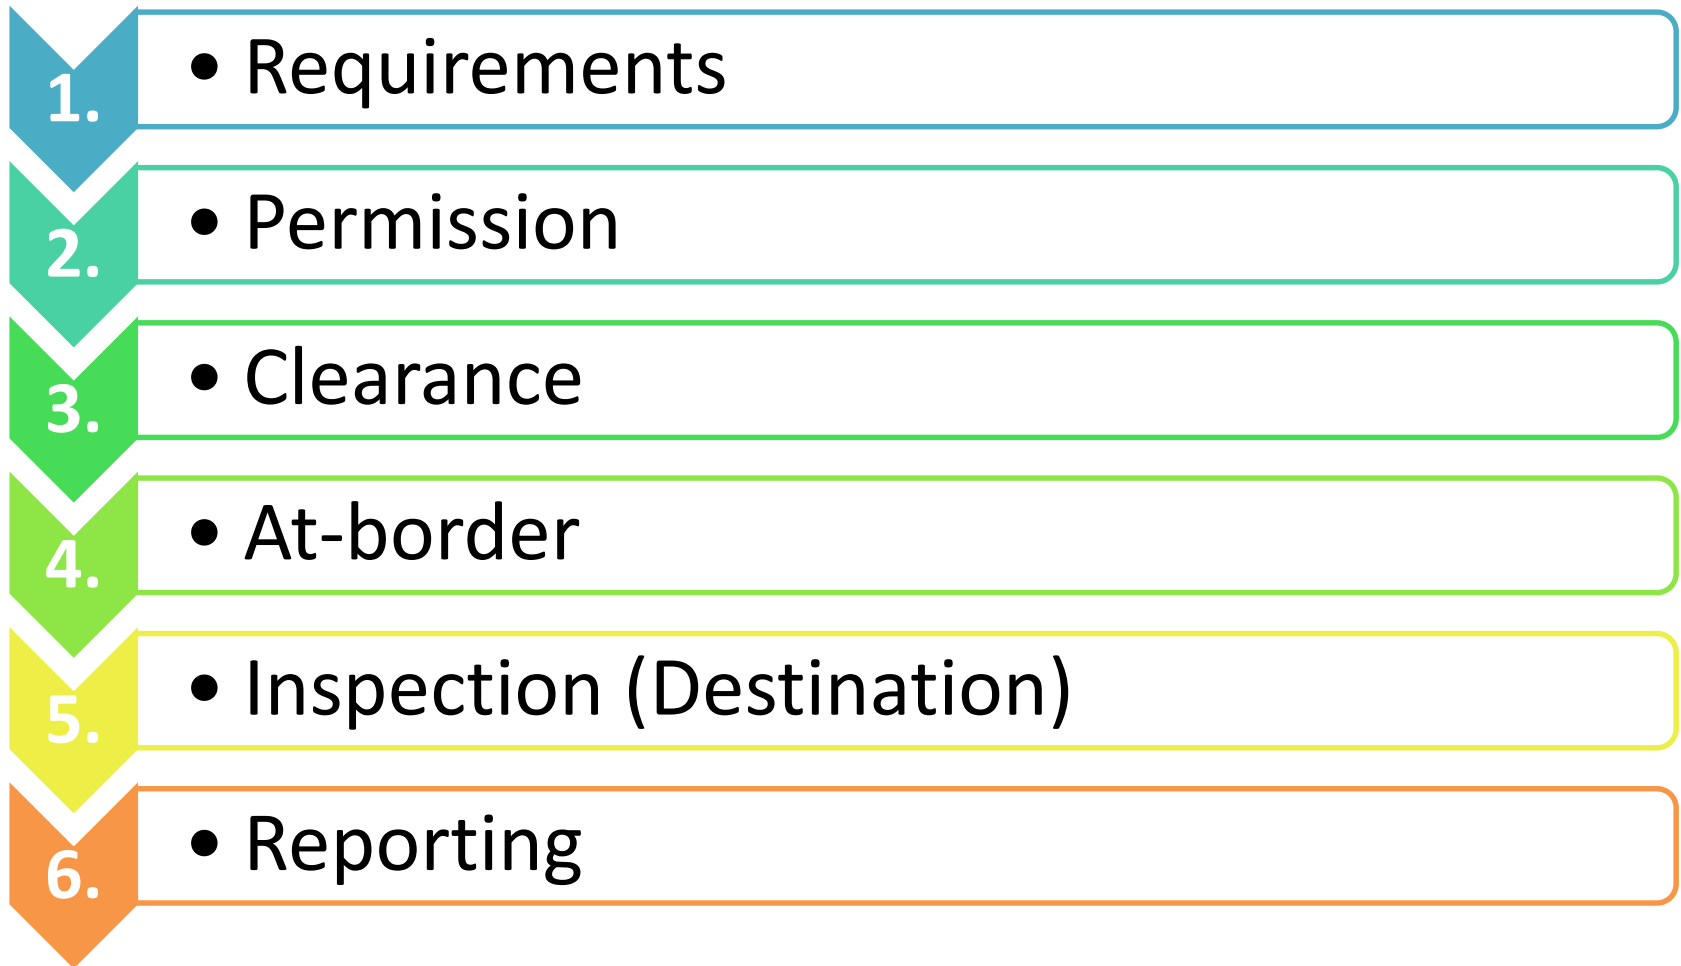 1. • Requirements
2. • Permission
3. • Clearance
4. • At-border
5. • Inspection (Destination)
6. • Reporting